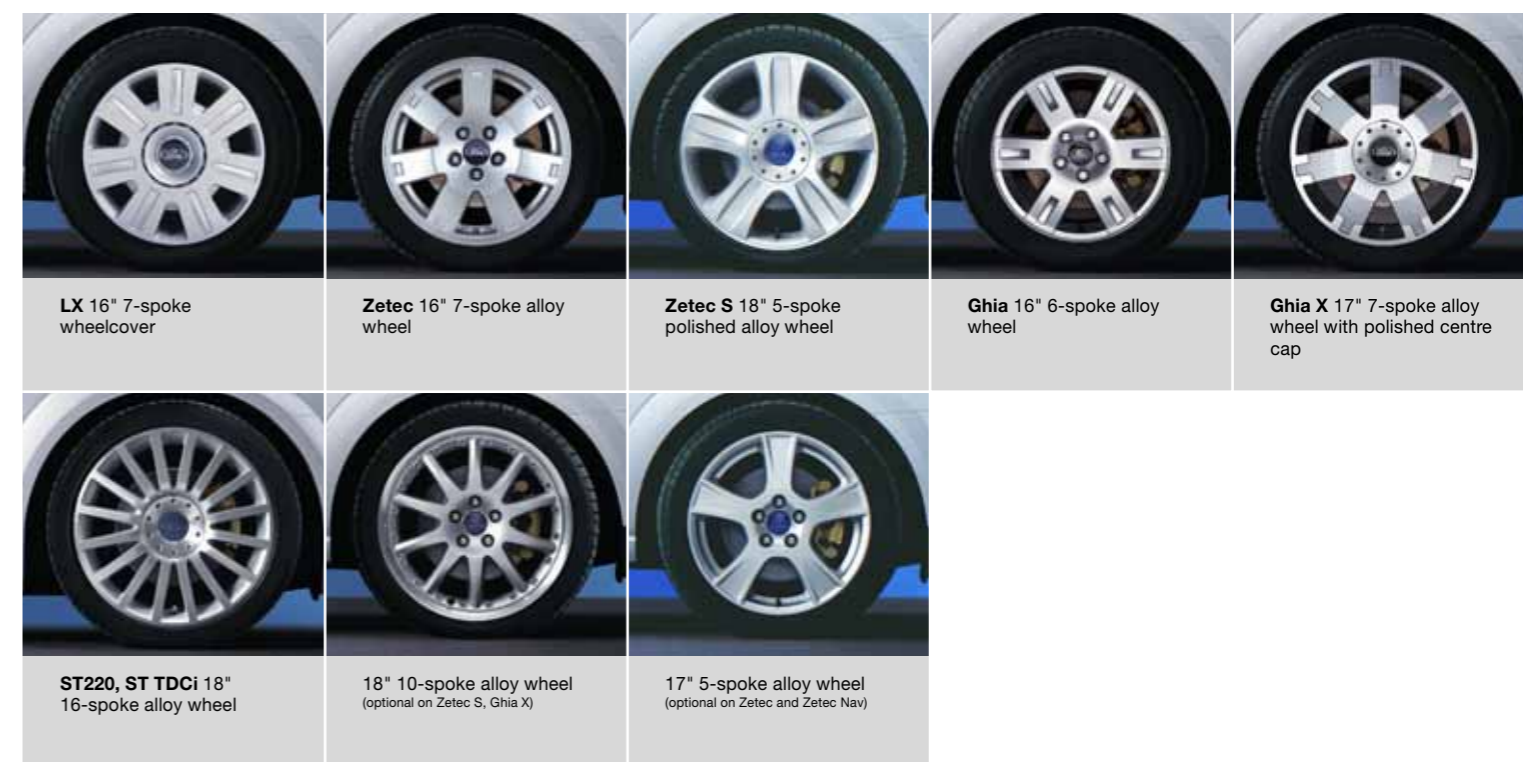 LX 16" 7-spoke
wheelcover
Zetec 16" 7-spoke alloy
wheel
Zetec S 18" 5-spoke
polished alloy wheel
Ghia 16" 6-spoke alloy
wheel
Ghia X 17" 7-spoke alloy
wheel with polished centre
cap
ST220, ST TDCi 18"
16-spoke alloy wheel
18" 10-spoke alloy wheel
(optional on Zetec S, Ghia X)
17" 5-spoke alloy wheel
(optional on Zetec and Zetec Nav)